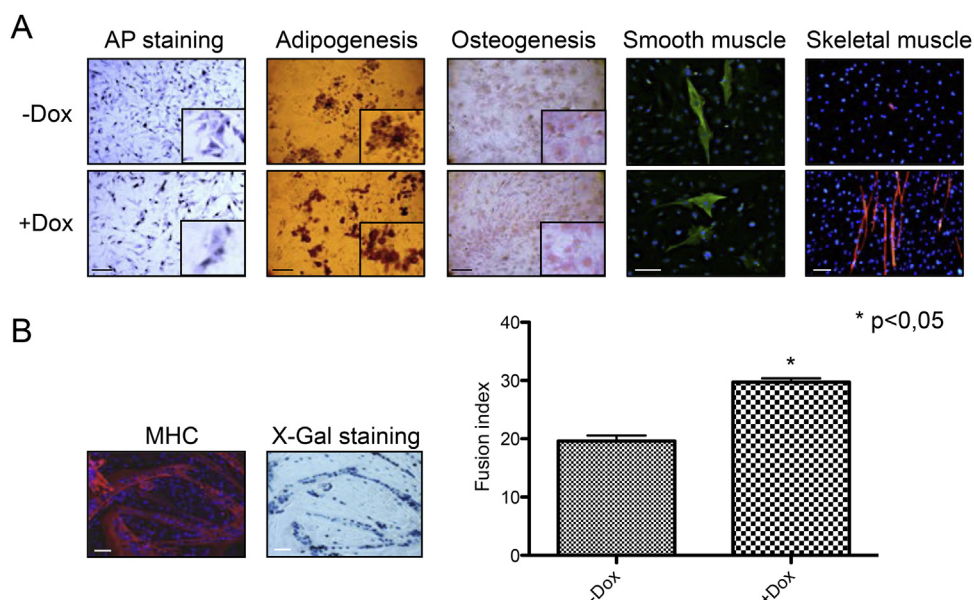 A
AP staining
Adipogenesis
Osteogenesis
Smooth muscle
Skeletal muscle
-Dox
+Dox
B
MHC
X-Gal staining
* p<0,05
40
30
20
10
0
Fusion index
*
-Dox
+Dox